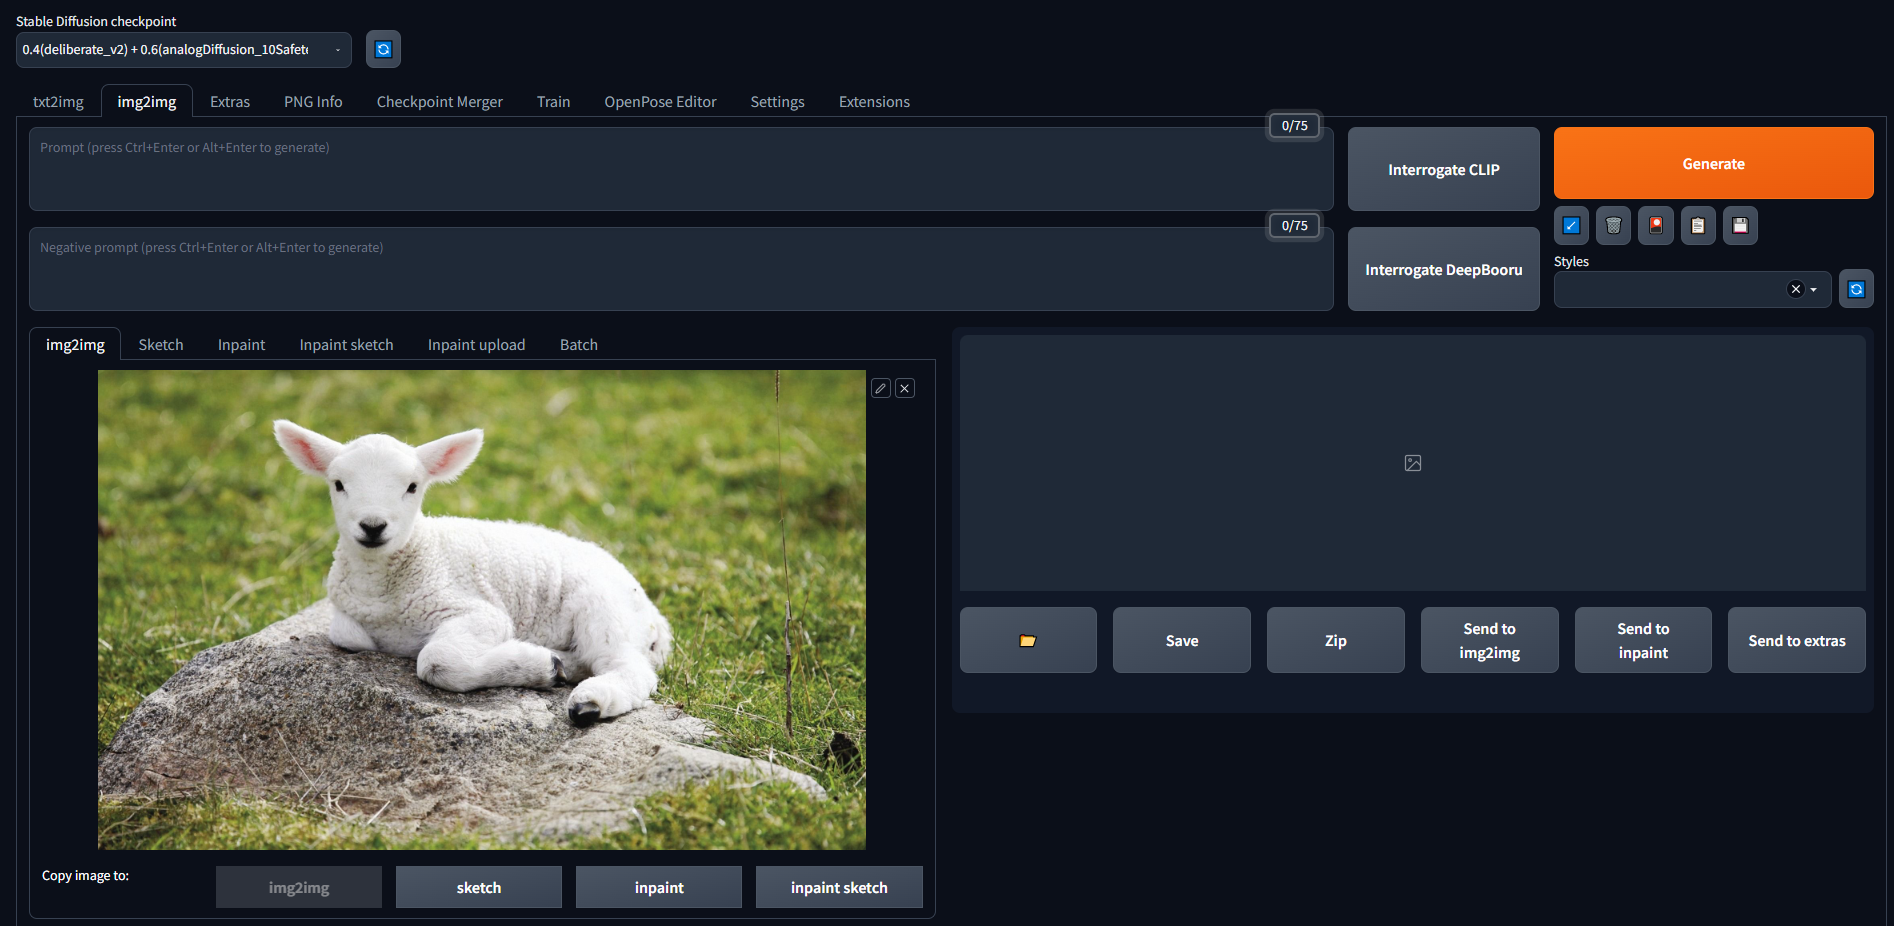 Stable Diffusion checkpoint
0.4(deliberate_v2) + 0.6(analogDiffusion_10Safet
txt2img
img2img
Extras
PNG Info
Checkpoint Merger
Train
OpenPose Editor
Settings
Extensions
0/75
Prompt (press Ctrl+Enter or Alt+Enter to generate)
Interrogate CLIP
Generate
0/75
Negative prompt (press Ctrl+Enter or Alt+Enter to generate)
Interrogate DeepBooru
Styles
img2img
Sketch
Inpaint
Inpaint sketch
Inpaint upload
Batch
Save
Zip
Send to
img2img
Send to
inpaint
Send to extras
Copy image to:
img2img
sketch
inpaint
inpaint sketch